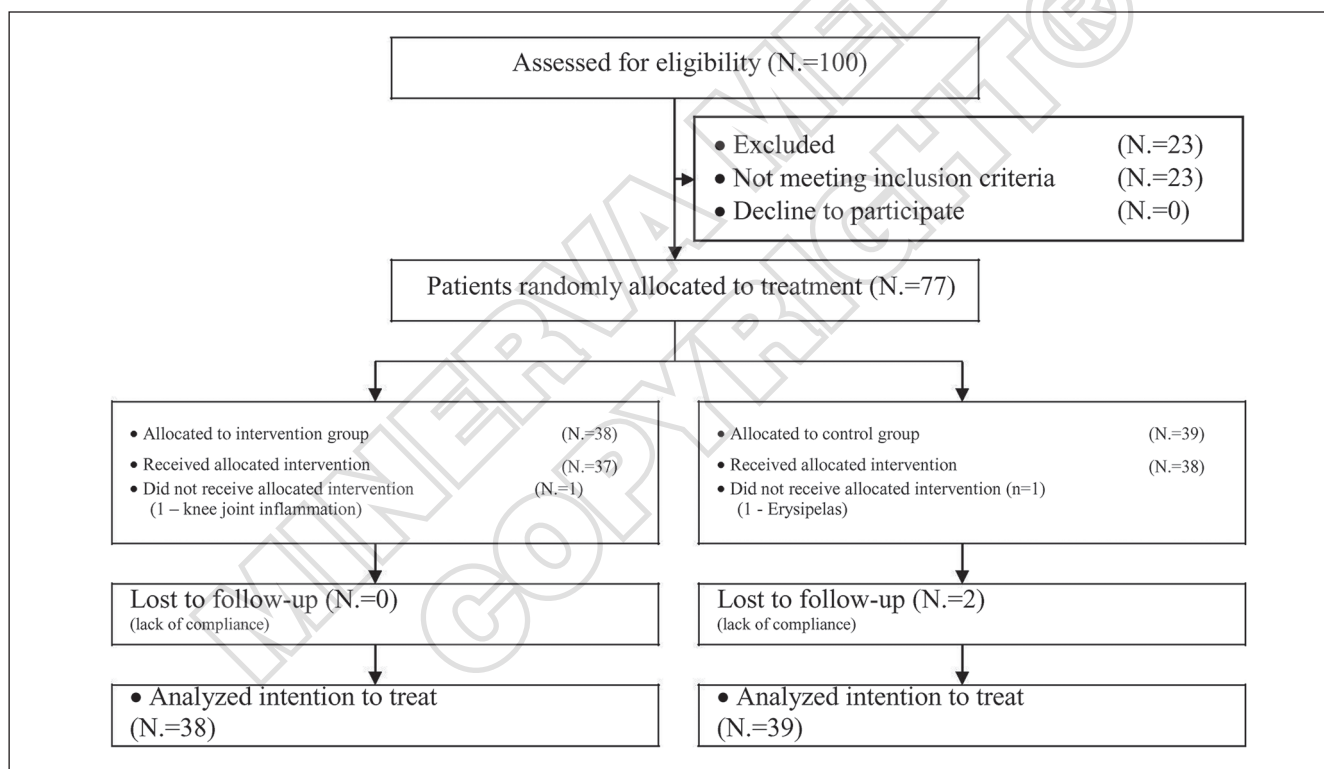 Assessed for eligibility (N.=100)
• Excluded (N.=23)
• Not meeting inclusion criteria (N.=23)
• Decline to participate (N.=0)
Patients randomly allocated to treatment (N.=77)
• Allocated to intervention group (N.=38)
• Received allocated intervention (N.=37)
• Did not receive allocated intervention (N.=1)
(1 – knee joint inflammation)
• Allocated to control group (N.=39)
• Received allocated intervention (N.=38)
• Did not receive allocated intervention (n=1)
(1 - Erysipelas)
Lost to follow-up (N.=0)
(lack of compliance)
Lost to follow-up (N.=2)
(lack of compliance)
• Analyzed intention to treat
(N.=38)
• Analyzed intention to treat
(N.=39)
MINERVA ME
COPYRIGHT®